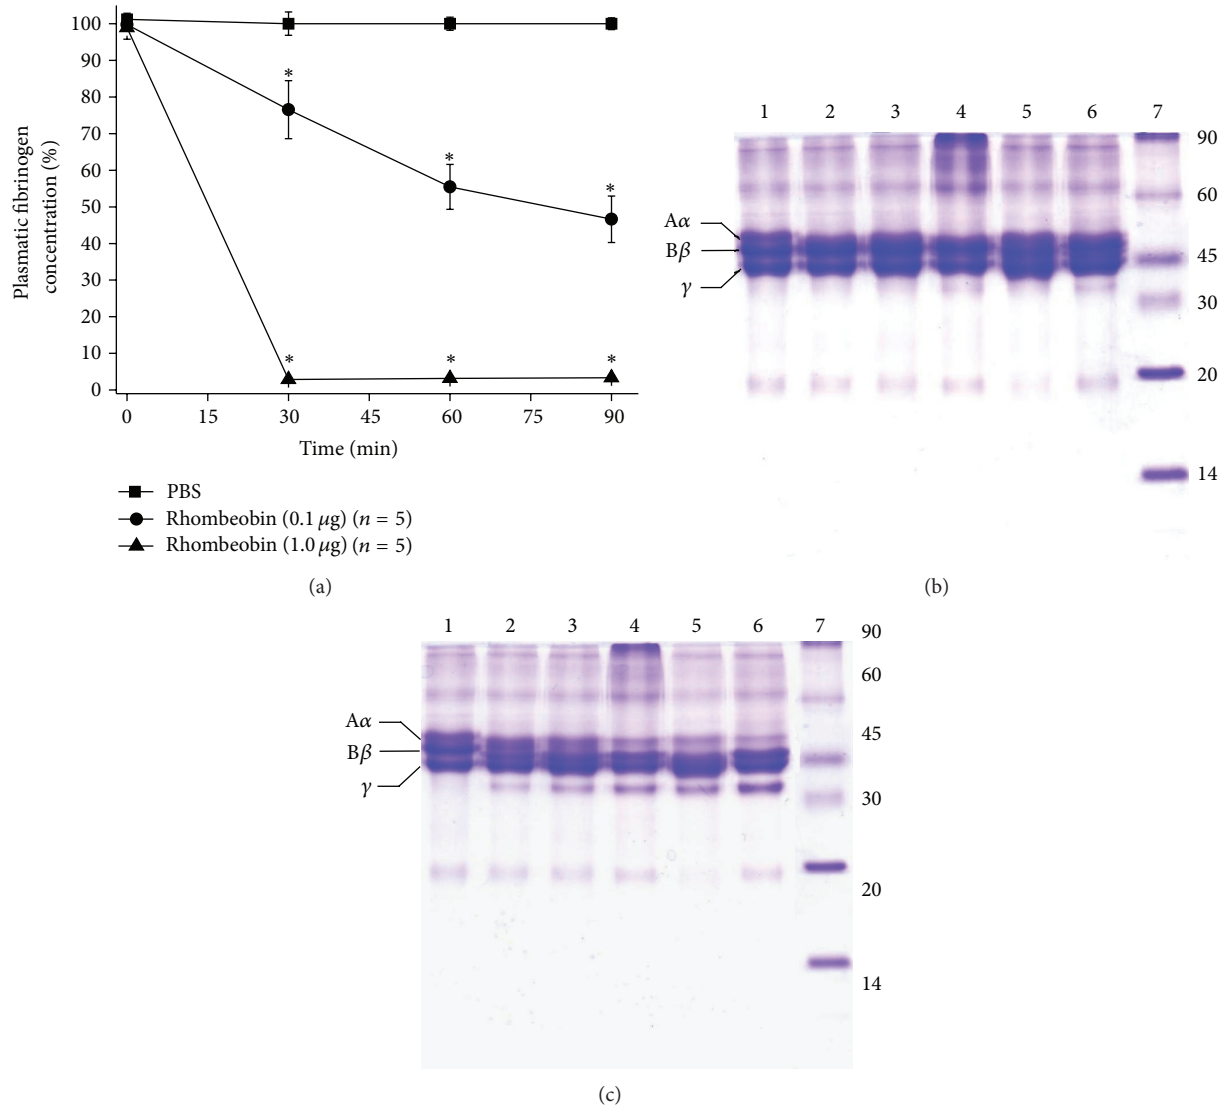 Plasmatic fibrinogen
concentration (%)
100
90
80
70
60
50
40
30
20
10
0
* * *
* * *
0 15 30 45 60 75 90
Time (min)
PBS
Rhombeobin (0.1 μg) (n = 5)
Rhombeobin (1.0 μg) (n = 5)
(a)
1 2 3 4 5 6 7
Aα
Bβ
γ
90
60
45
30
20
14
(b)
1 2 3 4 5 6 7
Aα
Bβ
γ
90
60
45
30
20
14
(c)